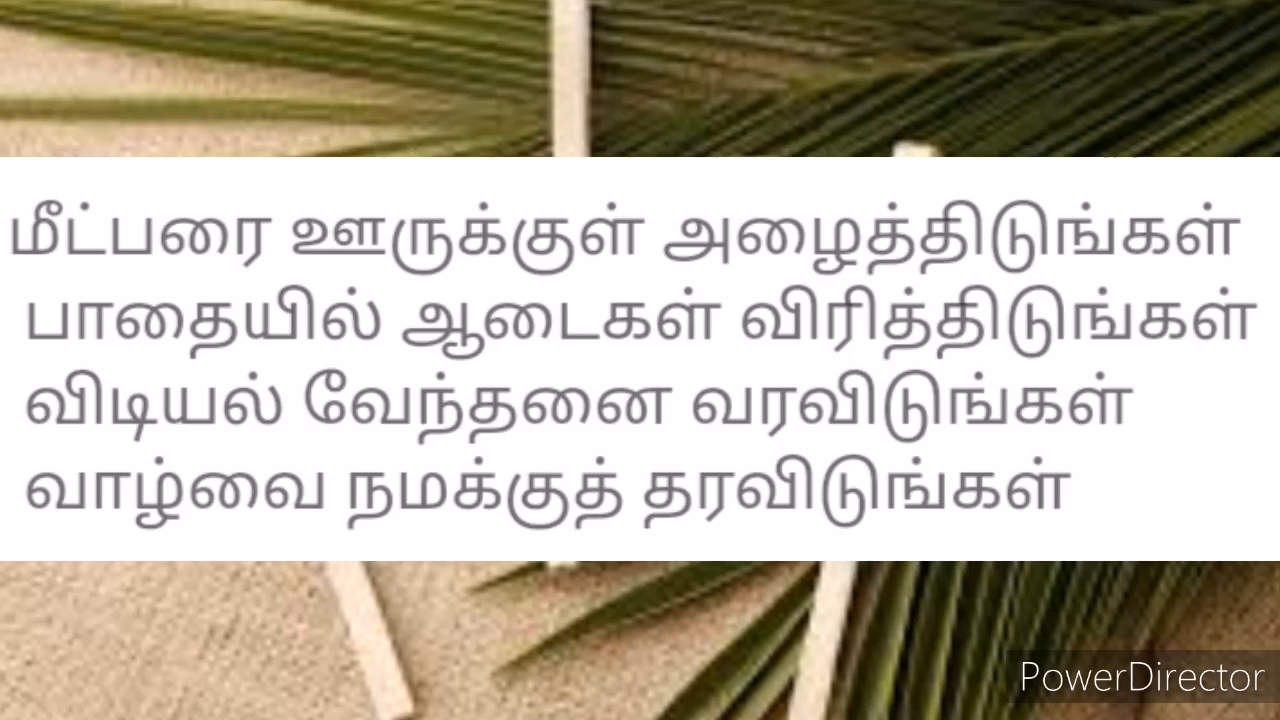 மீட்பரை ஊருக்குள் அழைத்திடுங்கள்
பாதையில் ஆடைகள் விரித்திடுங்கள்
விடியல் வேந்தனை வரவிடுங்கள்
வாழ்வை நமக்குத் தரவிடுங்கள்
PowerDirector